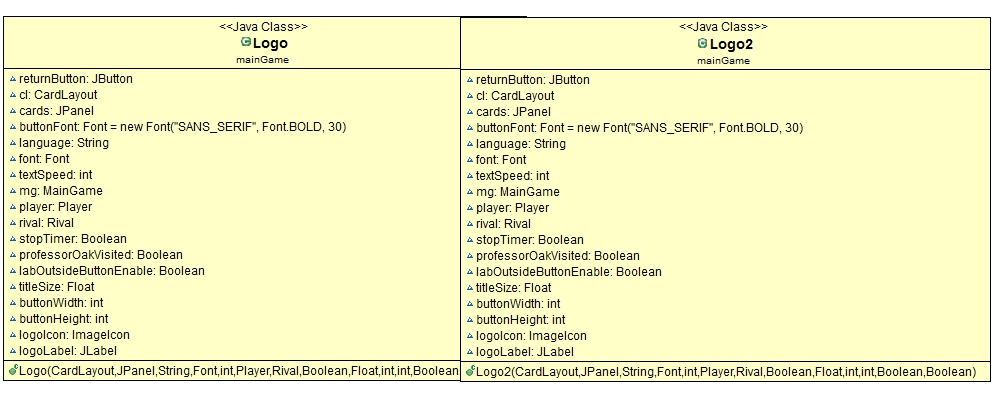 <<Java Class>>
Logo
mainGame
returnButton: JButton
cl: CardLayout
cards: JPanel
buttonFont: Font = new Font("SANS_SERIF", Font.BOLD, 30)
language: String
font: Font
textSpeed: int
mg: MainGame
player: Player
rival: Rival
stopTimer: Boolean
professorOakVisited: Boolean
labOutsideButtonEnable: Boolean
titleSize: Float
buttonWidth: int
buttonHeight: int
logoIcon: ImageIcon
logoLabel: JLabel
Logo(CardLayout,JPanel,String,Font,int,Player,Rival,Boolean,Float,int,int,Boolean
<<Java Class>>
Logo2
mainGame
returnButton: JButton
cl: CardLayout
cards: JPanel
buttonFont: Font = new Font("SANS_SERIF", Font.BOLD, 30)
language: String
font: Font
textSpeed: int
mg: MainGame
player: Player
rival: Rival
stopTimer: Boolean
professorOakVisited: Boolean
labOutsideButtonEnable: Boolean
titleSize: Float
buttonWidth: int
buttonHeight: int
logoIcon: ImageIcon
logoLabel: JLabel
Logo2(CardLayout,JPanel,String,Font,int,Player,Rival,Boolean,Float,int,int,Boolean,Boolean)